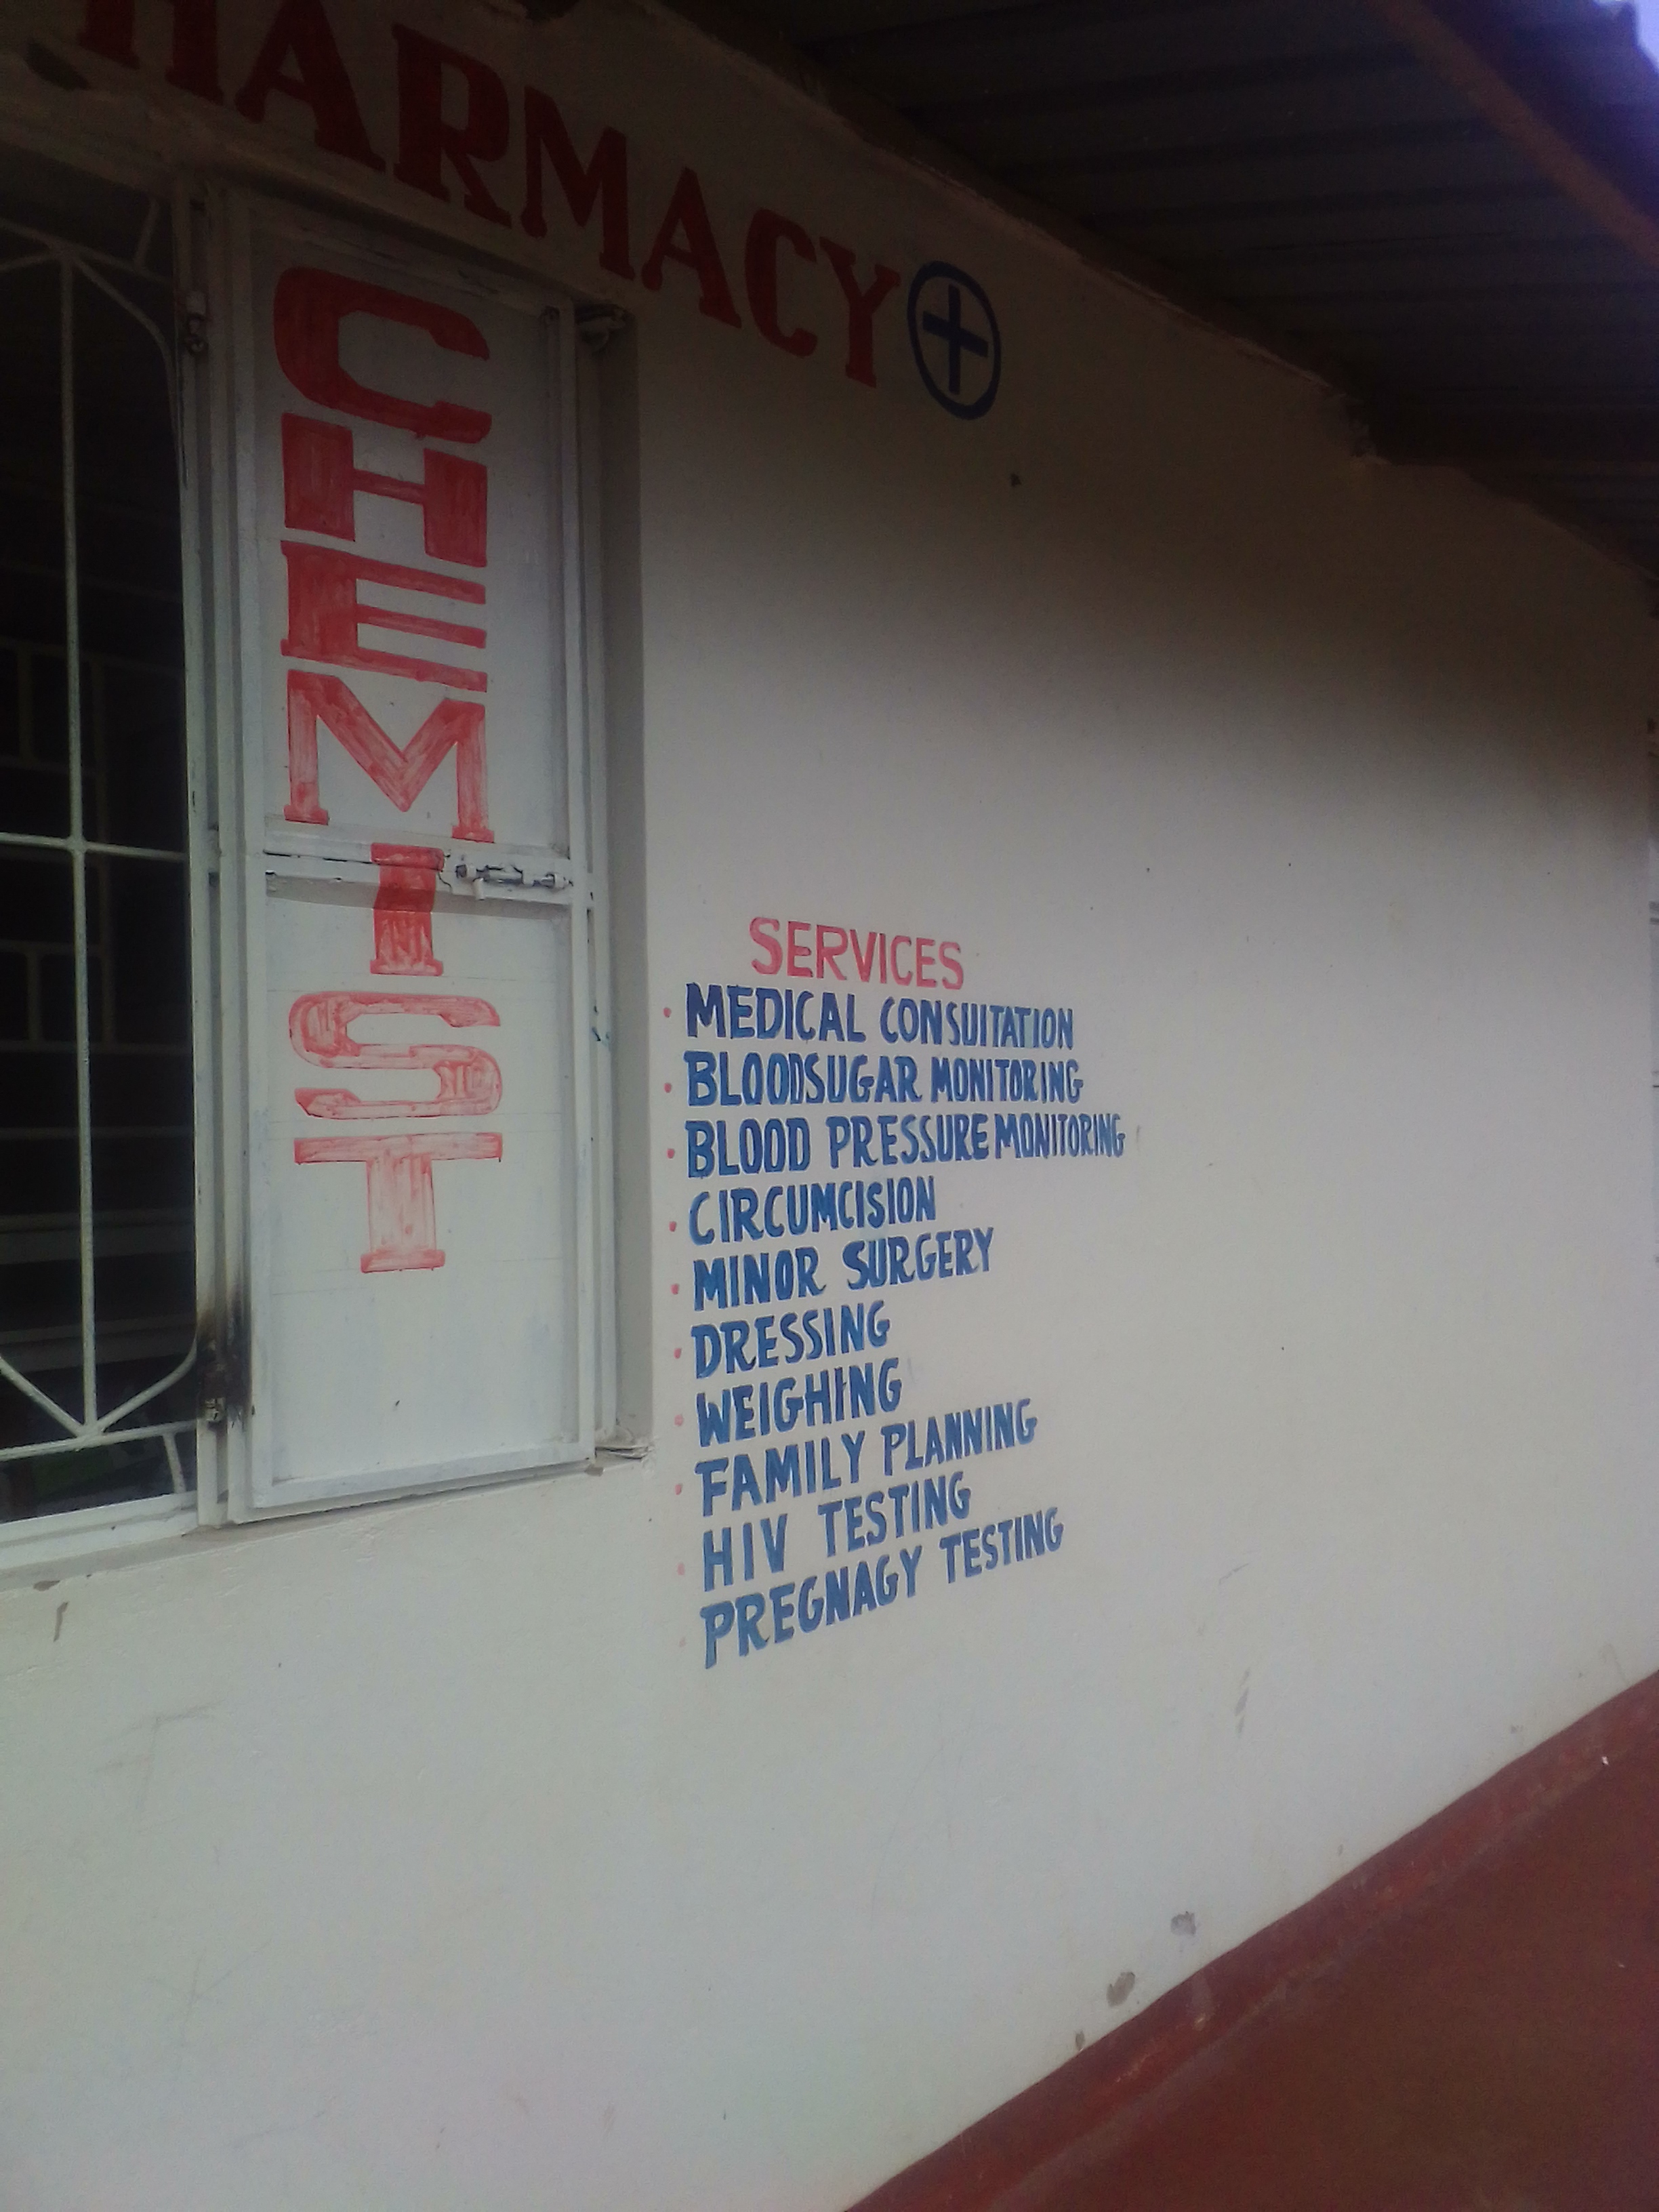 HARMACY
CHEMIST
SERVICES
• MEDICAL CONSUITATION
• BLOODSUGAR MONITORING
• BLOOD PRESSURE MONITORING
• CIRCUMCISION
• MINOR SURGERY
• DRESSING
• WEIGHING
• FAMILY PLANNING
• HIV TESTING
• PREGNAGY TESTING